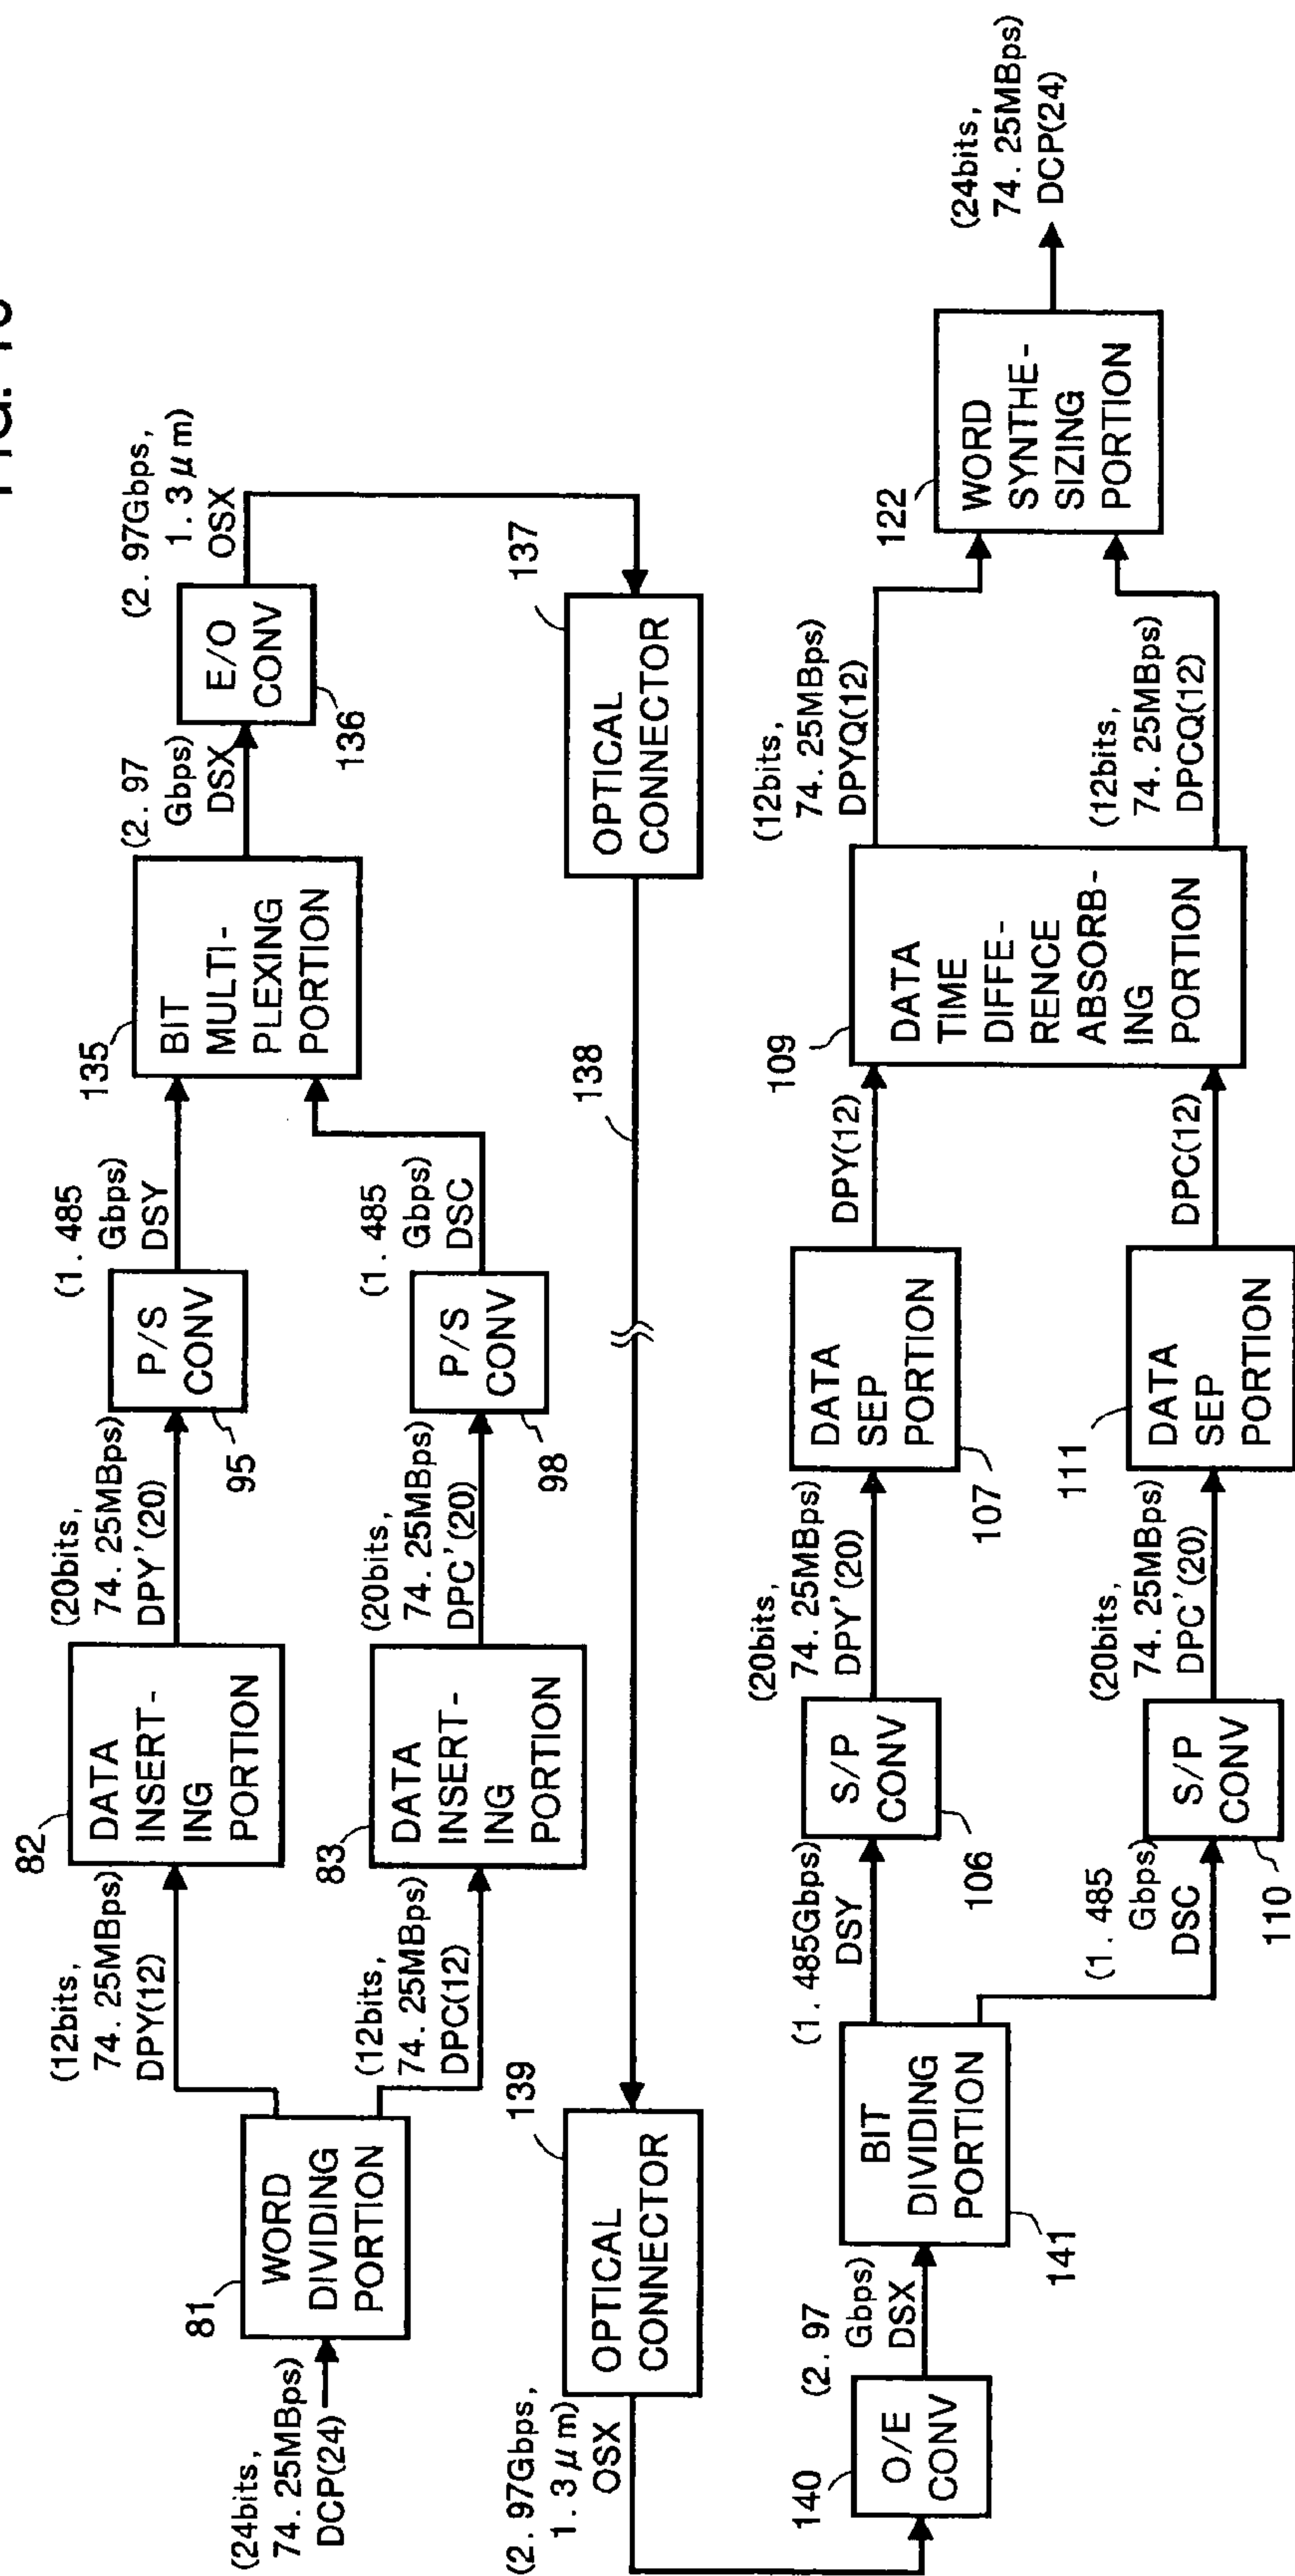 (24bits,
74. 25MBps)
DCP(24)
81
WORD
DIVIDING
PORTION
(12bits,
74. 25MBps)
DPY(12)
82
DATA
INSERT-
ING
PORTION
(20bits,
74. 25MBps)
DPY'(20)
P/S
CONV
95
(1. 485
Gbps)
DSY
(12bits,
74. 25MBps)
DPC(12)
83
DATA
INSERT-
ING
PORTION
(20bits,
74. 25MBps)
DPC'(20)
P/S
CONV
98
(1. 485
Gbps)
DSC
135
BIT
MULTI-
PLEXING
PORTION
(2. 97
Gbps)
DSX
E/O
CONV
136
(2. 97Gbps,
1. 3 μm)
OSX
137
OPTICAL
CONNECTOR
138
139
OPTICAL
CONNECTOR
(2. 97Gbps,
1. 3 μm)
OSX
140
O/E
CONV
(2. 97
Gbps)
DSX
BIT
DIVIDING
PORTION
141
(1. 485Gbps)
DSY
S/P
CONV
106
(20bits,
74. 25MBps)
DPY'(20)
DATA
SEP
PORTION
107
DPY(12)
(1. 485
Gbps)
DSC
S/P
CONV
110
(20bits,
74. 25MBps)
DPC'(20)
111
DATA
SEP
PORTION
DPC(12)
109
DATA
TIME
DIFFE-
RENCE
ABSORB-
ING
PORTION
(12bits,
74. 25MBps)
DPYQ(12)
(12bits,
74. 25MBps)
DPCQ(12)
122
WORD
SYNTHE-
SIZING
PORTION
(24bits,
74. 25MBps)
DCP(24)